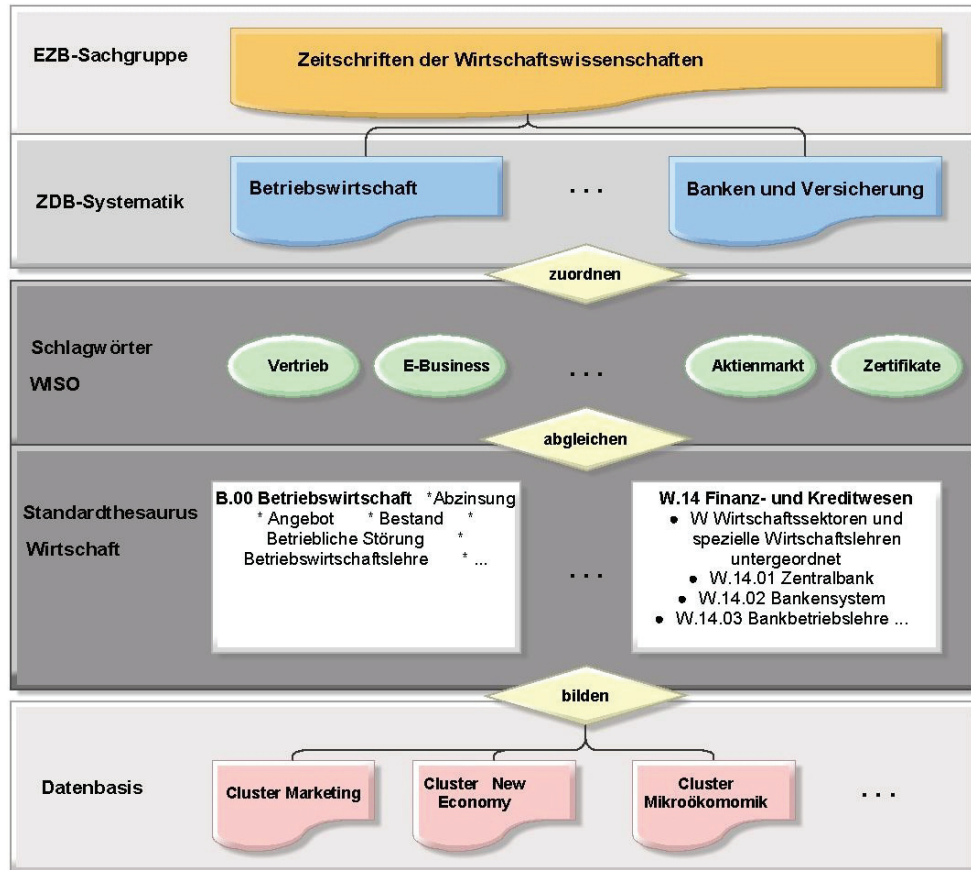 EZB-Sachgruppe
Zeitschriften der Wirtschaftswissenschaften
ZDB-Systematik
Betriebswirtschaft
. . .
Banken und Versicherung
zuordnen
Schlagwörter
WISO
Vertrieb
E-Business
. . .
Aktienmarkt
Zertifikate
abgleichen
Standardthesaurus
Wirtschaft
B.00 Betriebswirtschaft *Abzinsung
* Angebot * Bestand *
Betriebliche Störung *
Betriebswirtschaftslehre * ...
. . .
W.14 Finanz- und Kreditwesen
● W Wirtschaftssektoren und
spezielle Wirtschaftslehren
untergeordnet
● W.14.01 Zentralbank
● W.14.02 Bankensystem
● W.14.03 Bankbetriebslehre ...
bilden
Datenbasis
Cluster Marketing
Cluster New
Economy
Cluster
Mikroökomomik
. . .